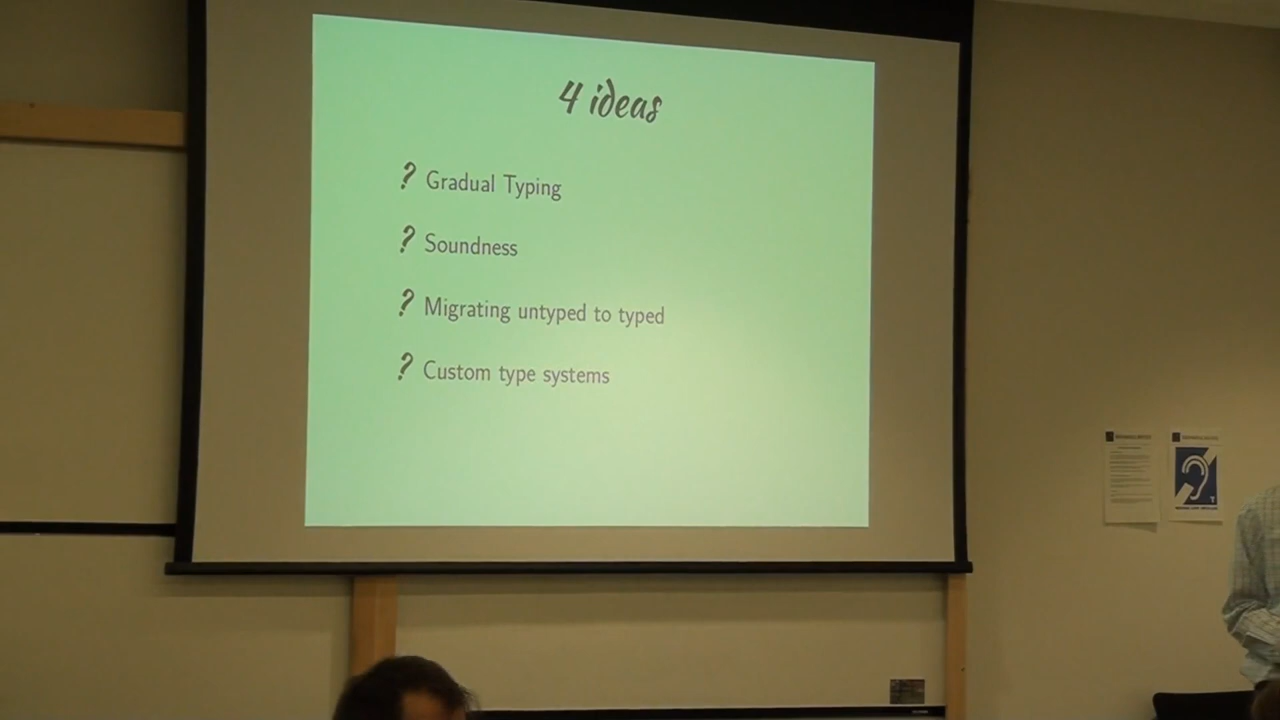 4 ideas
? Gradual Typing
? Soundness
? Migrating untyped to typed
? Custom type systems